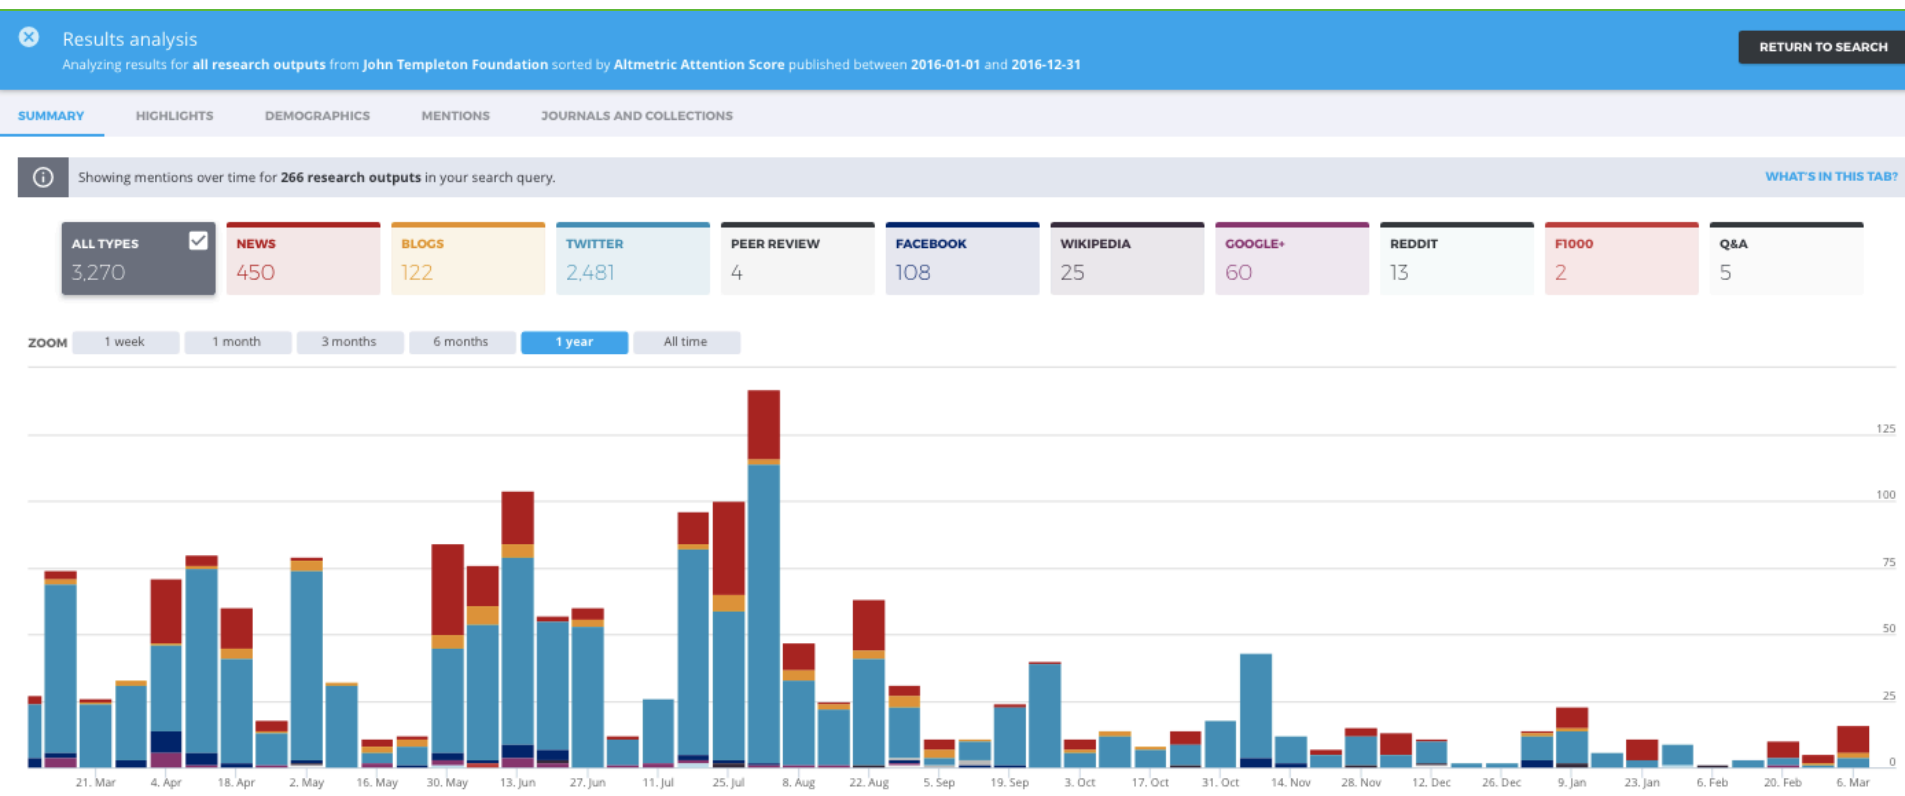 Results analysis
RETURN TO SEARCH
Analyzing results for all research outputs from John Templeton Foundation sorted by Altmetric Attention Score published between 2016-01-01 and 2016-12-31
SUMMARY HIGHLIGHTS DEMOGRAPHICS MENTIONS JOURNALS AND COLLECTIONS
Showing mentions over time for 266 research outputs in your search query. WHAT'S IN THIS TAB?
ALL TYPES NEWS BLOGS TWITTER PEER REVIEW FACEBOOK WIKIPEDIA GOOGLE+ REDDIT F1000 Q&A
3,270 450 122 2,481 4 108 25 60 13 2 5
ZOOM 1 week 1 month 3 months 6 months 1 year All time
125
100
75
50
25
0
21. Mar 4. Apr 18. Apr 2. May 16. May 30. May 13. Jun 27. Jun 11. Jul 25. Jul 8. Aug 22. Aug 5. Sep 19. Sep 3. Oct 17. Oct 31. Oct 14. Nov 28. Nov 12. Dec 26. Dec 9. Jan 23. Jan 6. Feb 20. Feb 6. Mar